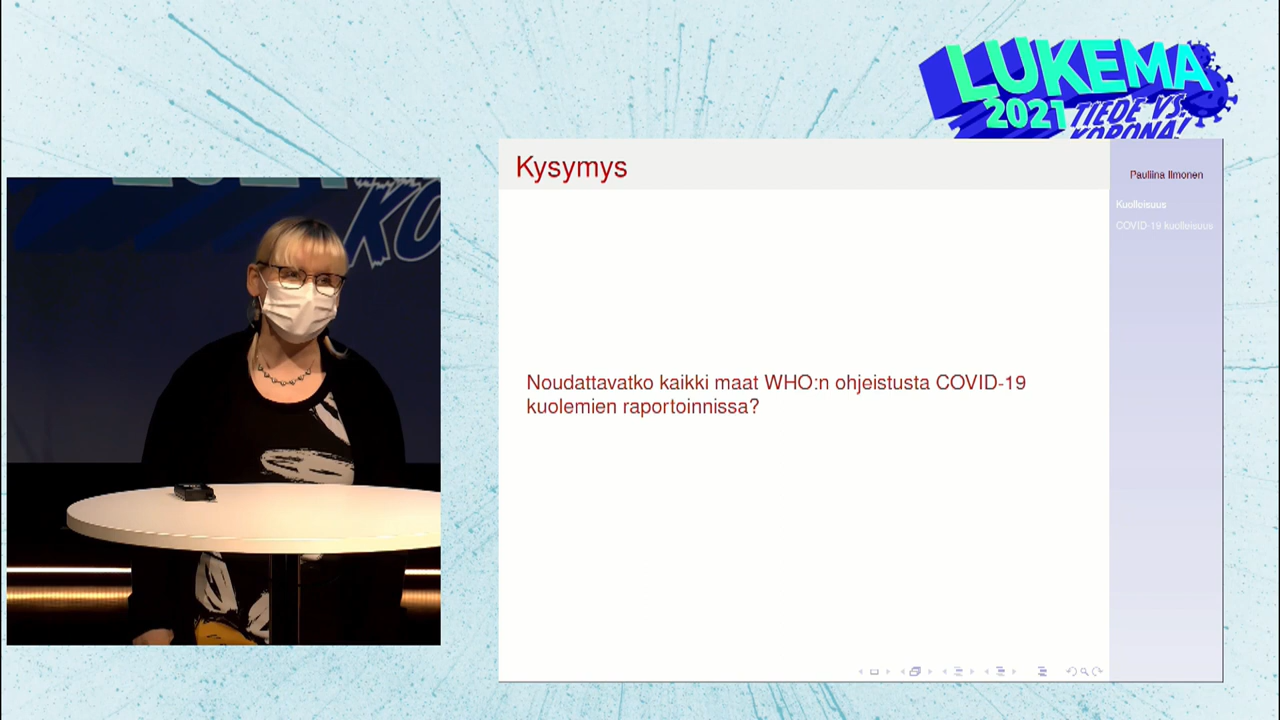 LUKEMA
2021 TIEDE VS.
KORONA!
Kysymys
Pauliina Ilmonen
Kuolleisuus
COVID-19 kuolleisuus
KO
Noudattavatko kaikki maat WHO:n ohjeistusta COVID-19
kuolemien raportoinnissa?